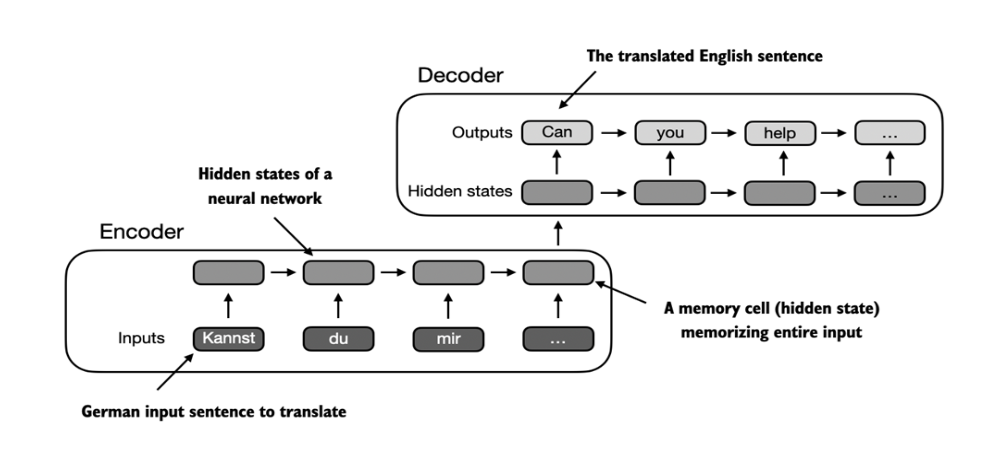 The translated English sentence
Decoder
Outputs Can you help ...
Hidden states of a
neural network
Hidden states ...
Encoder
A memory cell (hidden state)
memorizing entire input
Inputs Kannst du mir ...
German input sentence to translate